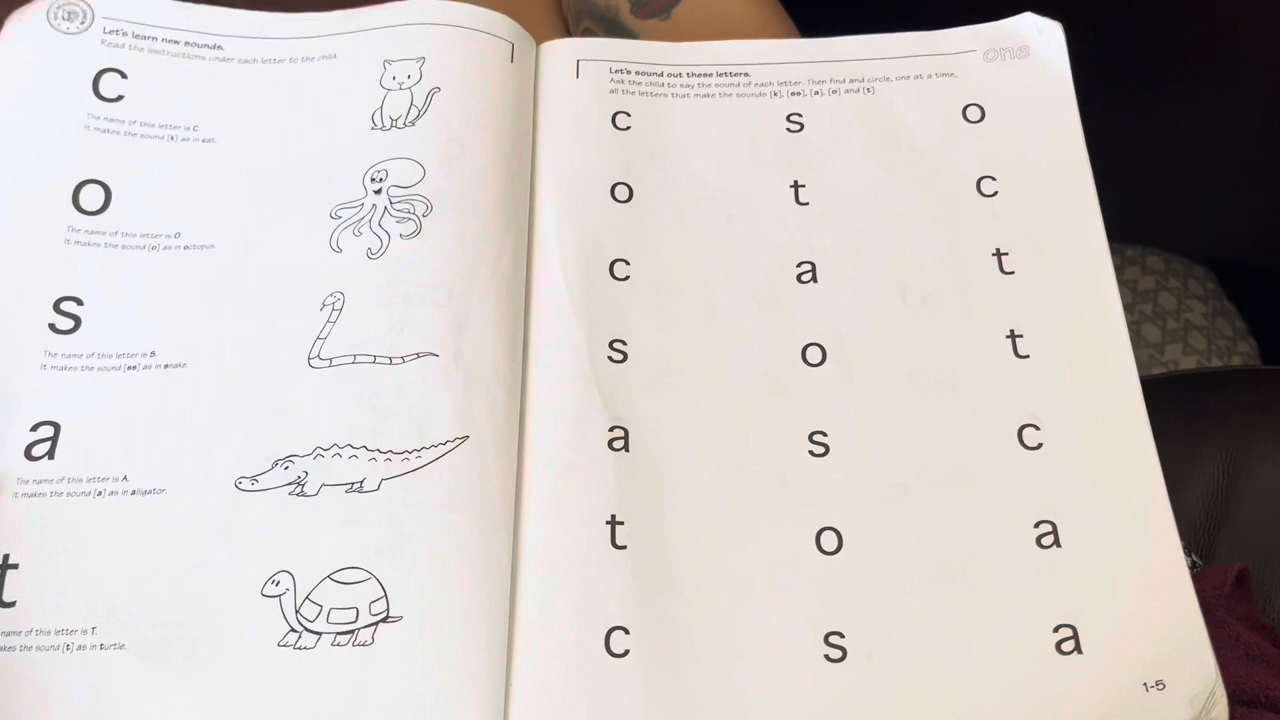 Let's learn new sounds.
Read the instructions under each letter to the child.
c
The name of this letter is C.
It makes the sound [k] as in cat.
o
The name of this letter is O.
It makes the sound [o] as in octopus.
s
The name of this letter is S.
It makes the sound [ss] as in snake.
a
The name of this letter is A.
It makes the sound [a] as in alligator.
t
name of this letter is T.
akes the sound [t] as in turtle.
one
Let's sound out these letters.
Ask the child to say the sound of each letter. Then find and circle, one at a time,
all the letters that make the sounds [k], [ss], [a], [o] and [t].
c s o
o t c
c a t
s o t
a s c
t o a
c s a
1-5